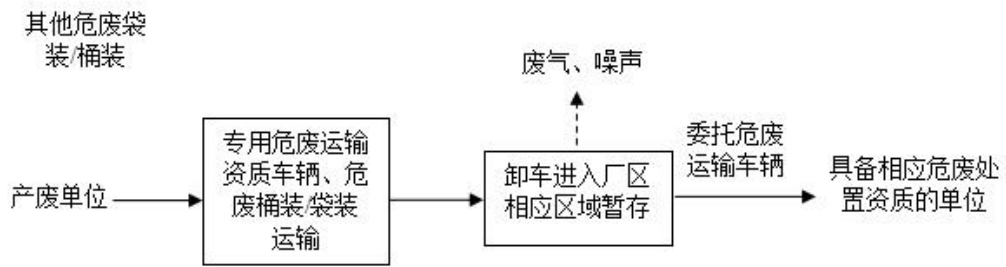 其他危废袋
装/桶装
废气、噪声
产废单位
专用危废运输
资质车辆、危
废桶装/袋装
运输
卸车进入厂区
相应区域暂存
委托危废
运输车辆
具备相应危废处
置资质的单位